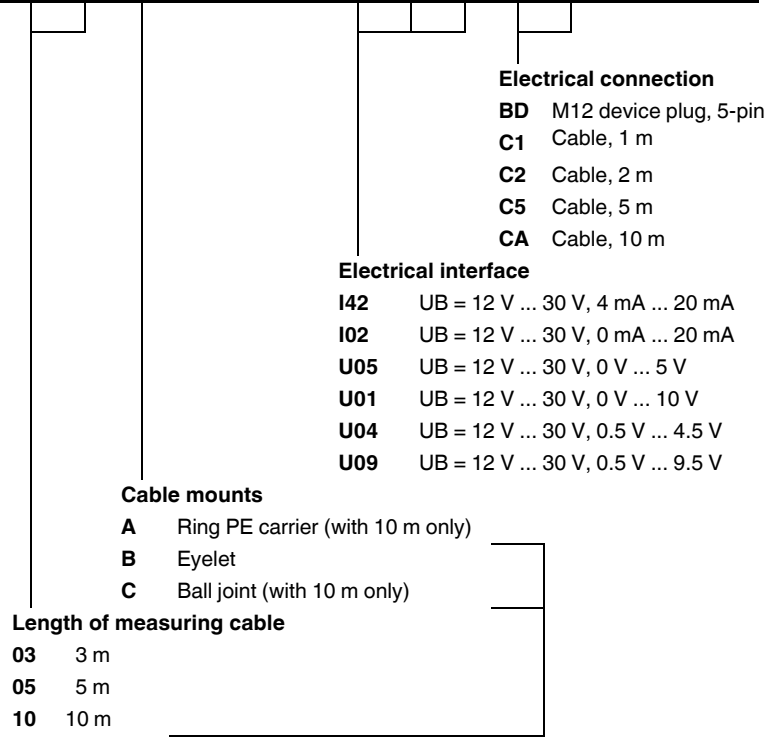 Electrical connection
BD M12 device plug, 5-pin
C1 Cable, 1 m
C2 Cable, 2 m
C5 Cable, 5 m
CA Cable, 10 m
Electrical interface
I42 UB = 12 V ... 30 V, 4 mA ... 20 mA
I02 UB = 12 V ... 30 V, 0 mA ... 20 mA
U05 UB = 12 V ... 30 V, 0 V ... 5 V
U01 UB = 12 V ... 30 V, 0 V ... 10 V
U04 UB = 12 V ... 30 V, 0.5 V ... 4.5 V
U09 UB = 12 V ... 30 V, 0.5 V ... 9.5 V
Cable mounts
A Ring PE carrier (with 10 m only)
B Eyelet
C Ball joint (with 10 m only)
Length of measuring cable
03 3 m
05 5 m
10 10 m